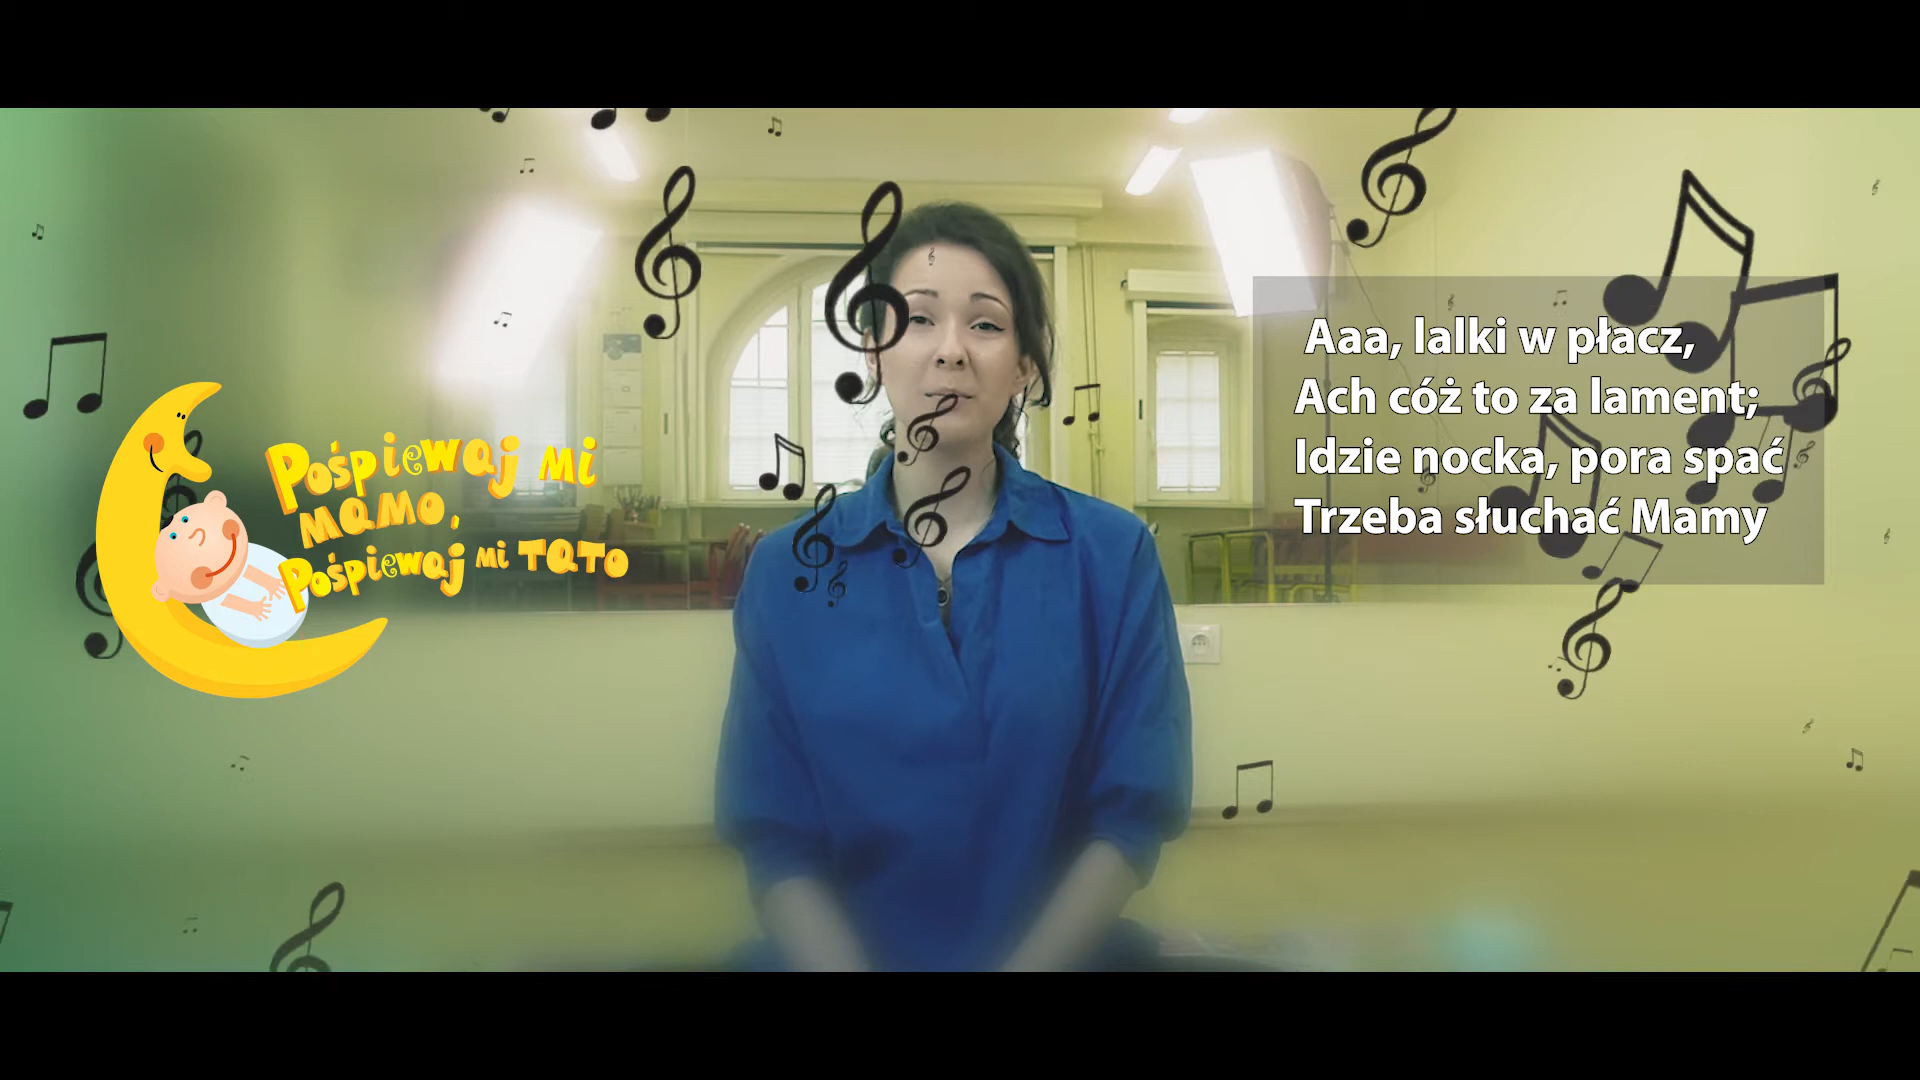 Pośpiewaj mi
mamo,
Pośpiewaj mi TaTo
Aaa, lalki w płacz,
Ach cóż to za lament;
Idzie nocka, pora spać
Trzeba słuchać Mamy